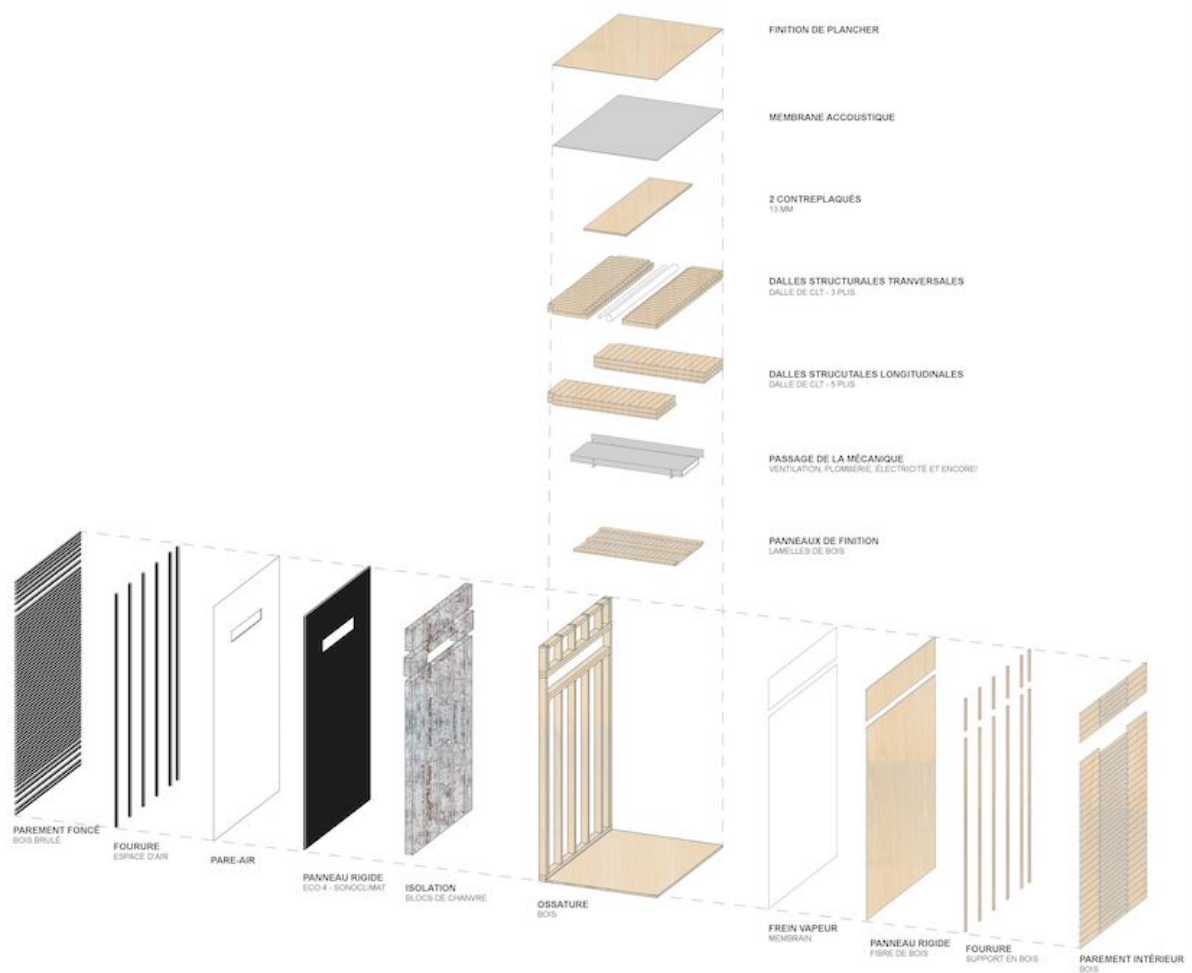 FINITION DE PLANCHER
MEMBRANE ACCOUSTIQUE
2 CONTREPLAQUÉS
13 MM
DALLES STRUCTURALES TRANVERSALES
DALLE DE CLT - 3 PLIS
DALLES STRUCUTALES LONGITUDINALES
DALLE DE CLT - 5 PLIS
PASSAGE DE LA MÉCANIQUE
VENTILATION, PLOMBERIE, ÉLECTRICITÉ ET ENCORE!
PANNEAUX DE FINITION
LAMELLES DE BOIS
PAREMENT FONCÉ
BOIS BRULÉ
FOURURE
ESPACE D'AIR
PARE-AIR
PANNEAU RIGIDE
ECO 4 - SONOCLIMAT
ISOLATION
BLOCS DE CHANVRE
OSSATURE
BOIS
FREIN VAPEUR
MEMBRAIN
PANNEAU RIGIDE
FIBRE DE BOIS
FOURURE
SUPPORT EN BOIS
PAREMENT INTÉRIEUR
BOIS